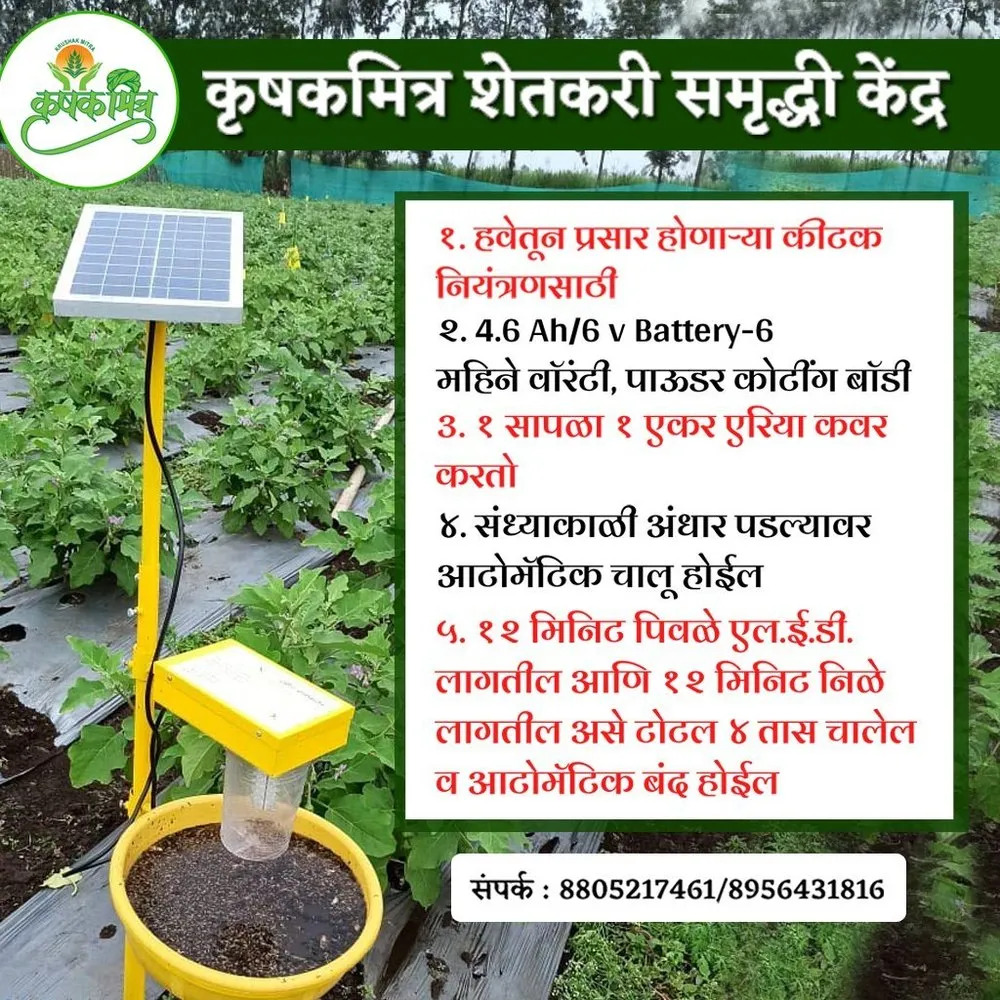 KRUSHAK MITRA
कृषकमित्र
कृषकमित्र शेतकरी समृद्धी केंद्र
१. हवेतून प्रसार होणाऱ्या कीटक
नियंत्रणसाठी
२. 4.6 Ah/6 v Battery-6
महिने वॉरंटी, पाऊडर कोटींग बॉडी
३. १ सापळा १ एकर एरिया कवर
करतो
४. संध्याकाळी अंधार पडल्यावर
आटोमॅटिक चालू होईल
५. १२ मिनिट पिवळे एल.ई.डी.
लागतील आणि १२ मिनिट निळे
लागतील असे टोटल ४ तास चालेल
व आटोमॅटिक बंद होईल
संपर्क : 8805217461/8956431816